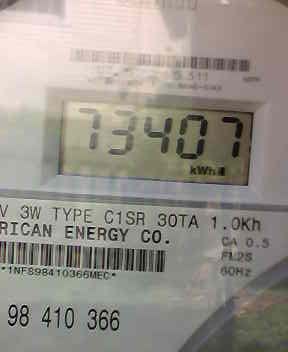 73407
kWh
V 3W TYPE C1SR 30TA 1.0Kh
RICAN ENERGY CO.
CA 0.5
FM2S
60Hz
*1NFS98410366MEC*
98 410 366